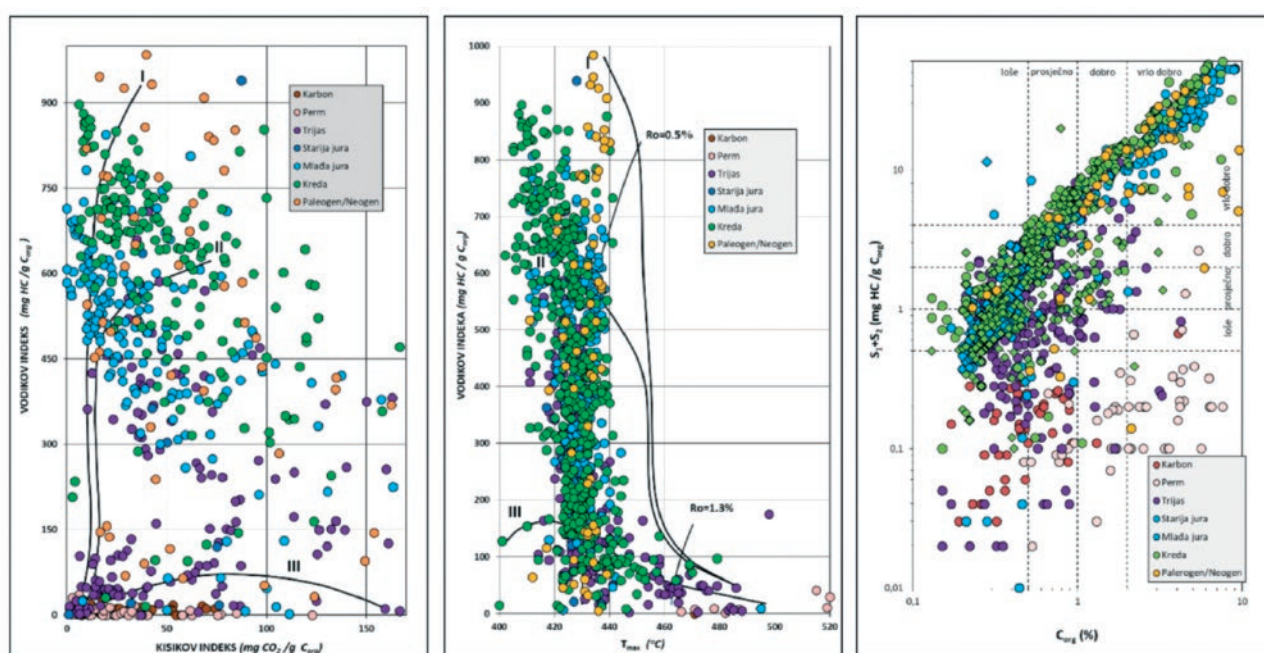 VODIKOV INDEKS (mg HC /g Corg)
900
750
600
450
300
150
0
I
II
III
Karbon
Perm
Trijas
Starija jura
Mlađa jura
Kreda
Paleogen/Neogen
0
50
100
150
KISIKOV INDEKS (mg CO2 /g Corg)
VODIKOV INDEKA (mg HC / g Corg)
1000
900
800
700
600
500
400
300
200
100
0
I
Ro=0.5%
II
III
Ro=1.3%
Karbon
Perm
Trijas
Starija jura
Mlađa jura
Kreda
Paleogen/Neogen
400
420
440
460
480
500
520
Tmax (°C)
S1+S2 (mg HC /g Corg)
10
1
0,1
0,01
loše
prosječno
dobro
vrlo dobro
vrlo dobro
dobro
prosječno
loše
Karbon
Perm
Trijas
Starija jura
Mlađa jura
Kreda
Palerogen/Neogen
0,1
1
10
Corg (%)